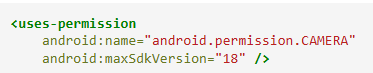 <uses-permission
    android:name="android.permission.CAMERA"
    android:maxSdkVersion="18" />